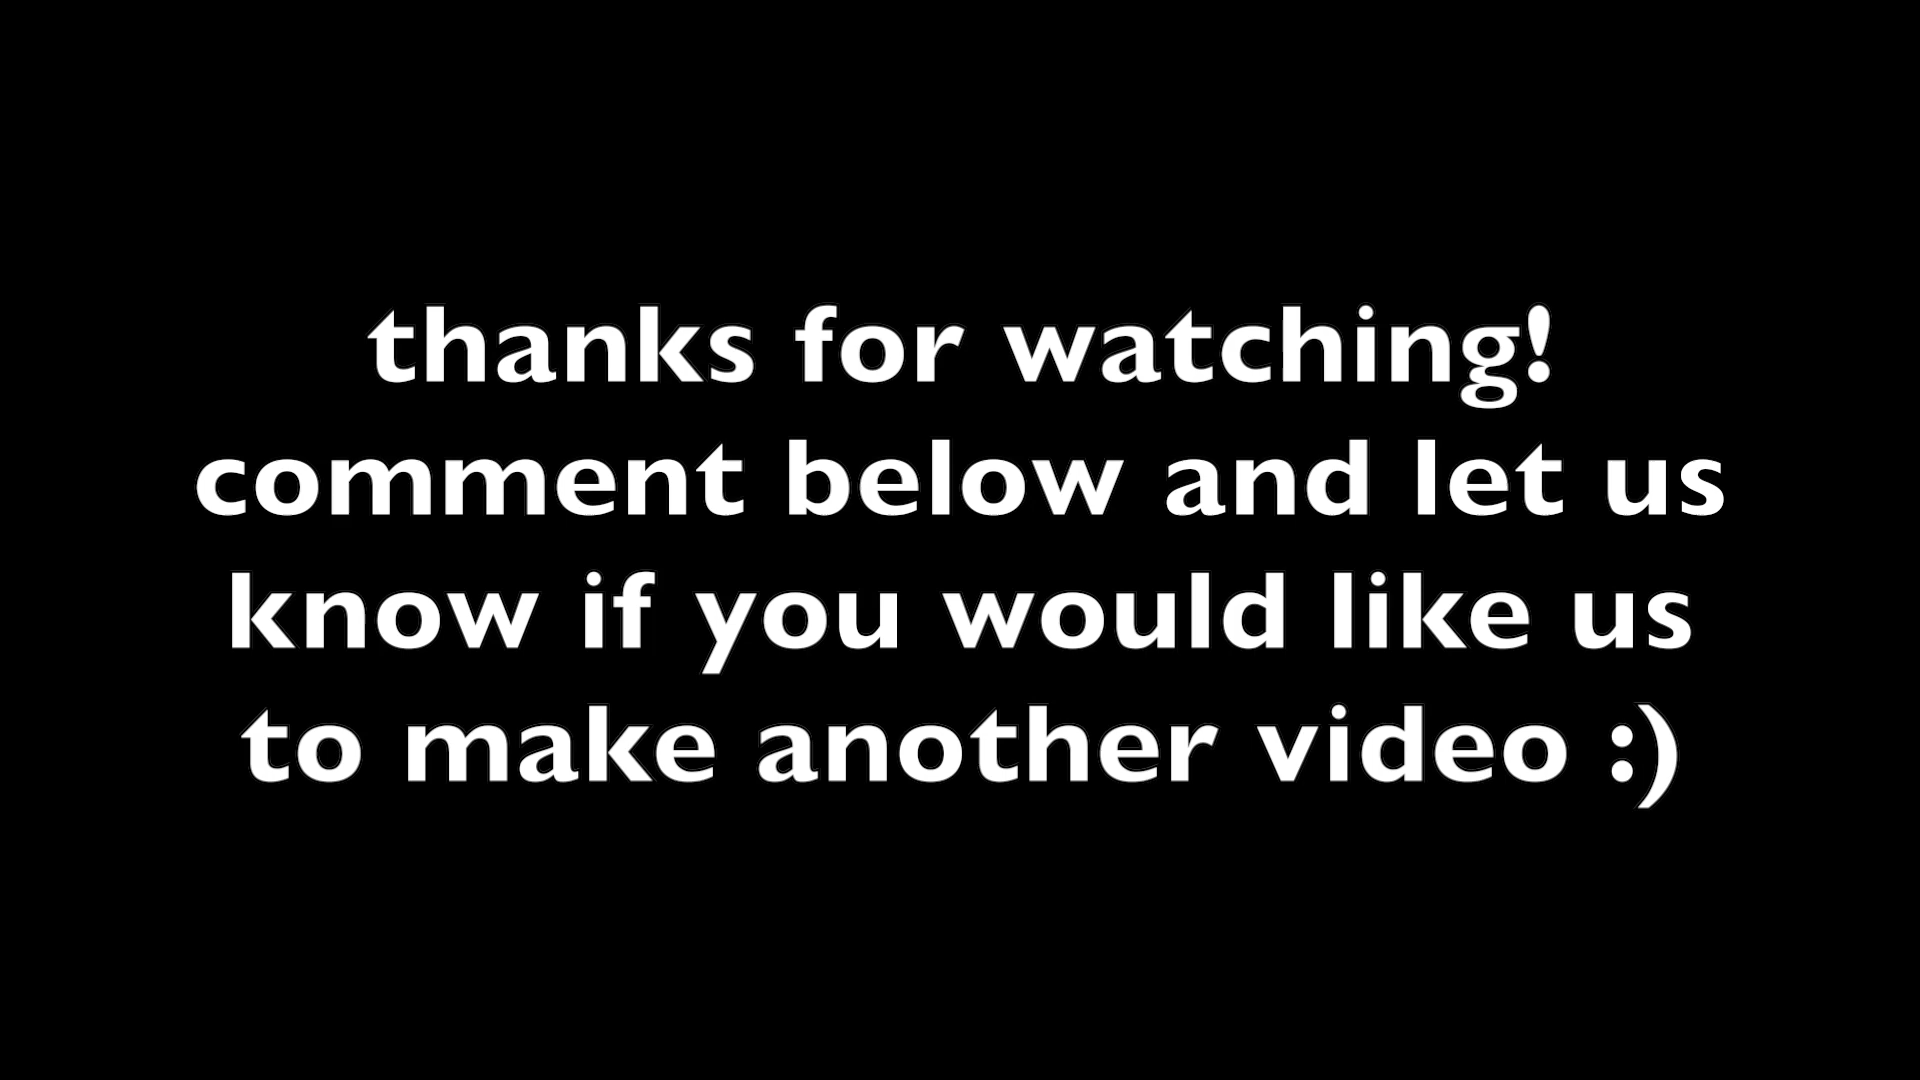 thanks for watching!
comment below and let us
know if you would like us
to make another video :)